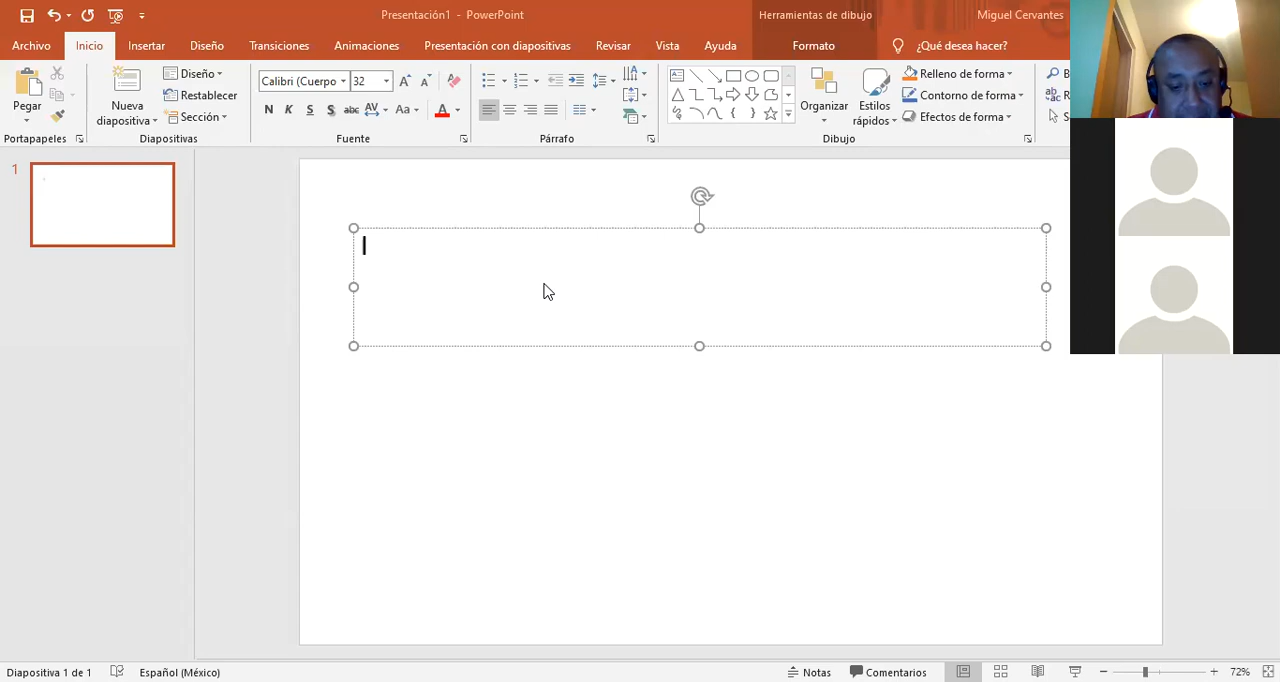 Presentación1 - PowerPoint
Herramientas de dibujo
Miguel Cervantes
Archivo
Inicio
Insertar
Diseño
Transiciones
Animaciones
Presentación con diapositivas
Revisar
Vista
Ayuda
Formato
¿Qué desea hacer?
Pegar
Nueva
diapositiva
Diseño
Restablecer
Sección
Calibri (Cuerpo
32
N K S S abc AV Aa A
Organizar
Estilos
rápidos
Relleno de forma
Contorno de forma
Efectos de forma
B
R
S
Portapapeles
Diapositivas
Fuente
Párrafo
Dibujo
1
Diapositiva 1 de 1
Español (México)
Notas
Comentarios
72%